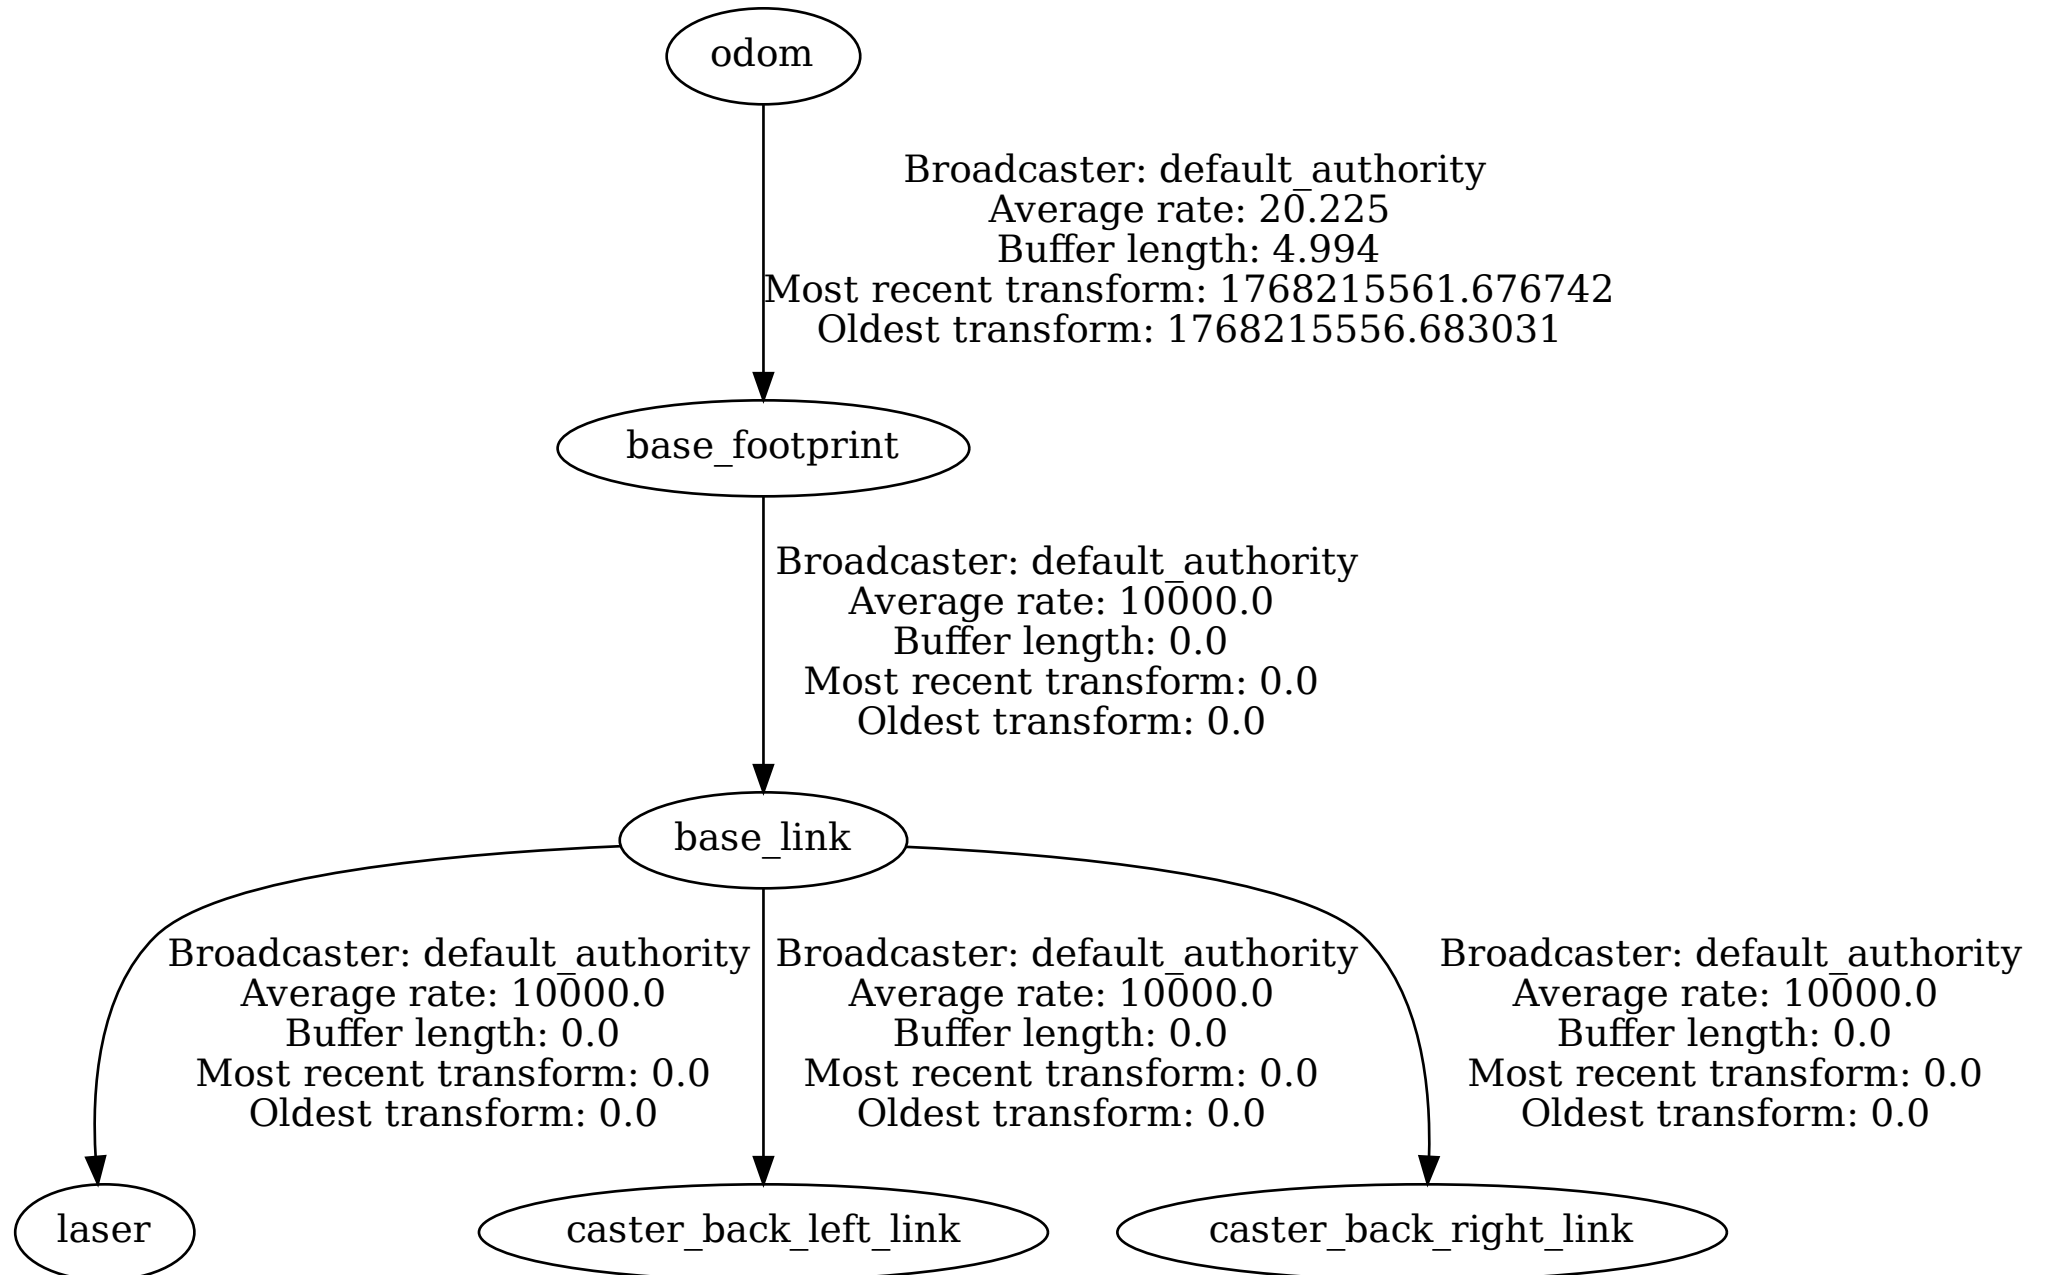 odom
Broadcaster: default_authority
Average rate: 20.225
Buffer length: 4.994
Most recent transform: 1768215561.676742
Oldest transform: 1768215556.683031
base_footprint
Broadcaster: default_authority
Average rate: 10000.0
Buffer length: 0.0
Most recent transform: 0.0
Oldest transform: 0.0
base_link
Broadcaster: default_authority
Average rate: 10000.0
Buffer length: 0.0
Most recent transform: 0.0
Oldest transform: 0.0
Broadcaster: default_authority
Average rate: 10000.0
Buffer length: 0.0
Most recent transform: 0.0
Oldest transform: 0.0
Broadcaster: default_authority
Average rate: 10000.0
Buffer length: 0.0
Most recent transform: 0.0
Oldest transform: 0.0
laser
caster_back_left_link
caster_back_right_link